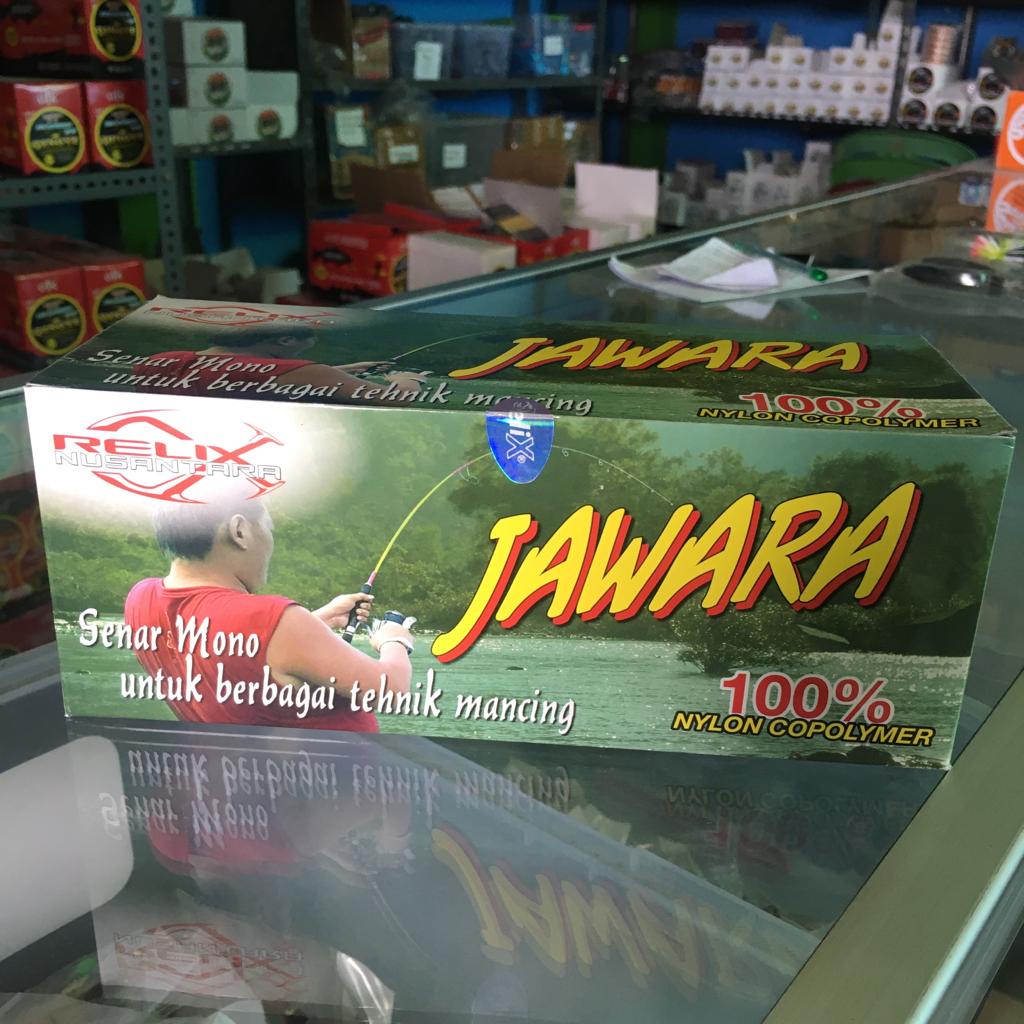 RELIX
Senar Mono
untuk berbagai tehnik mancing
JAWARA
100%
NYLON COPOLYMER
RELIX
NUSANTARA
JAWARA
Senar Mono
untuk berbagai tehnik mancing
100%
NYLON COPOLYMER